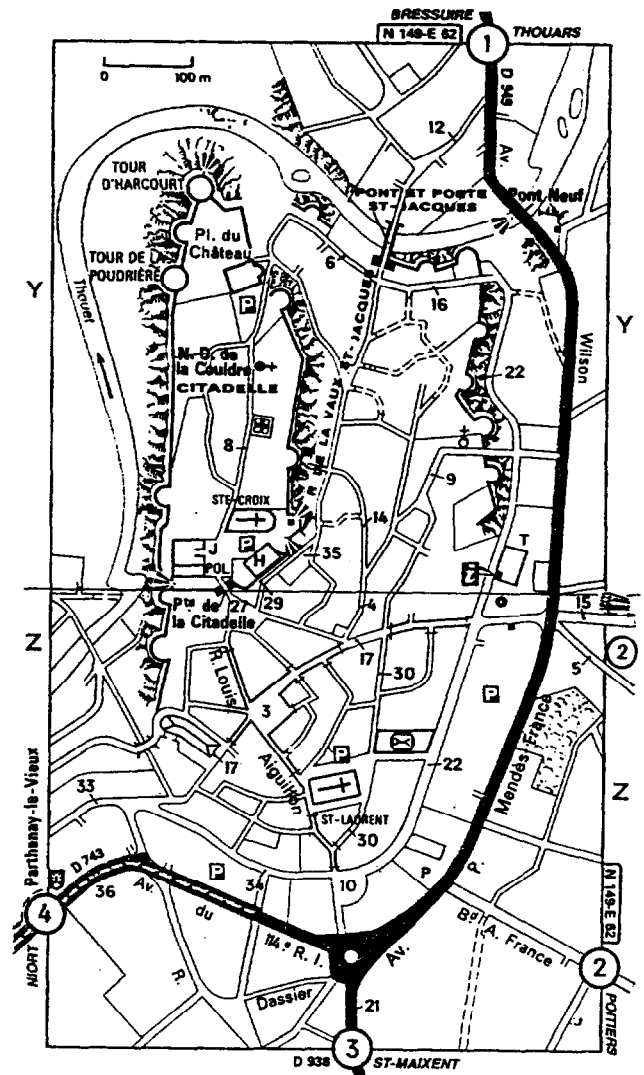 BRESSUIRE
N 149-E 62
1
THOUARS
0 100 m
D 949
12
Av.
TOUR
D'HARCOURT
PONT ET PORTE
ST-JACQUES
Pont Neuf
Pl. du
Château
6
TOUR DE LA
POUDRIÈRE
P
16
Y
Y
Thouet
Wilson
22
N.-D. de
la Couldre
CITADELLE
R. DE LA VAUX ST-JACQUES
8
9
STE-CROIX
14
J
P
H
35
T
POL
Pts de
la Citadelle
27
29
4
15
Z
2
R. Louis
17
5
30
3
P
17
Aiguillon
P
22
Mendès France
Z
33
ST-LAURENT
30
Parthenay-le-Vieux
D 743
36
P
34
10
P.
Av.
du
114e R. I.
Av.
Bd A. France
N 149-E 62
4
NIORT
R.
Dassier
21
2
POITIERS
3
D 938
ST-MAIXENT